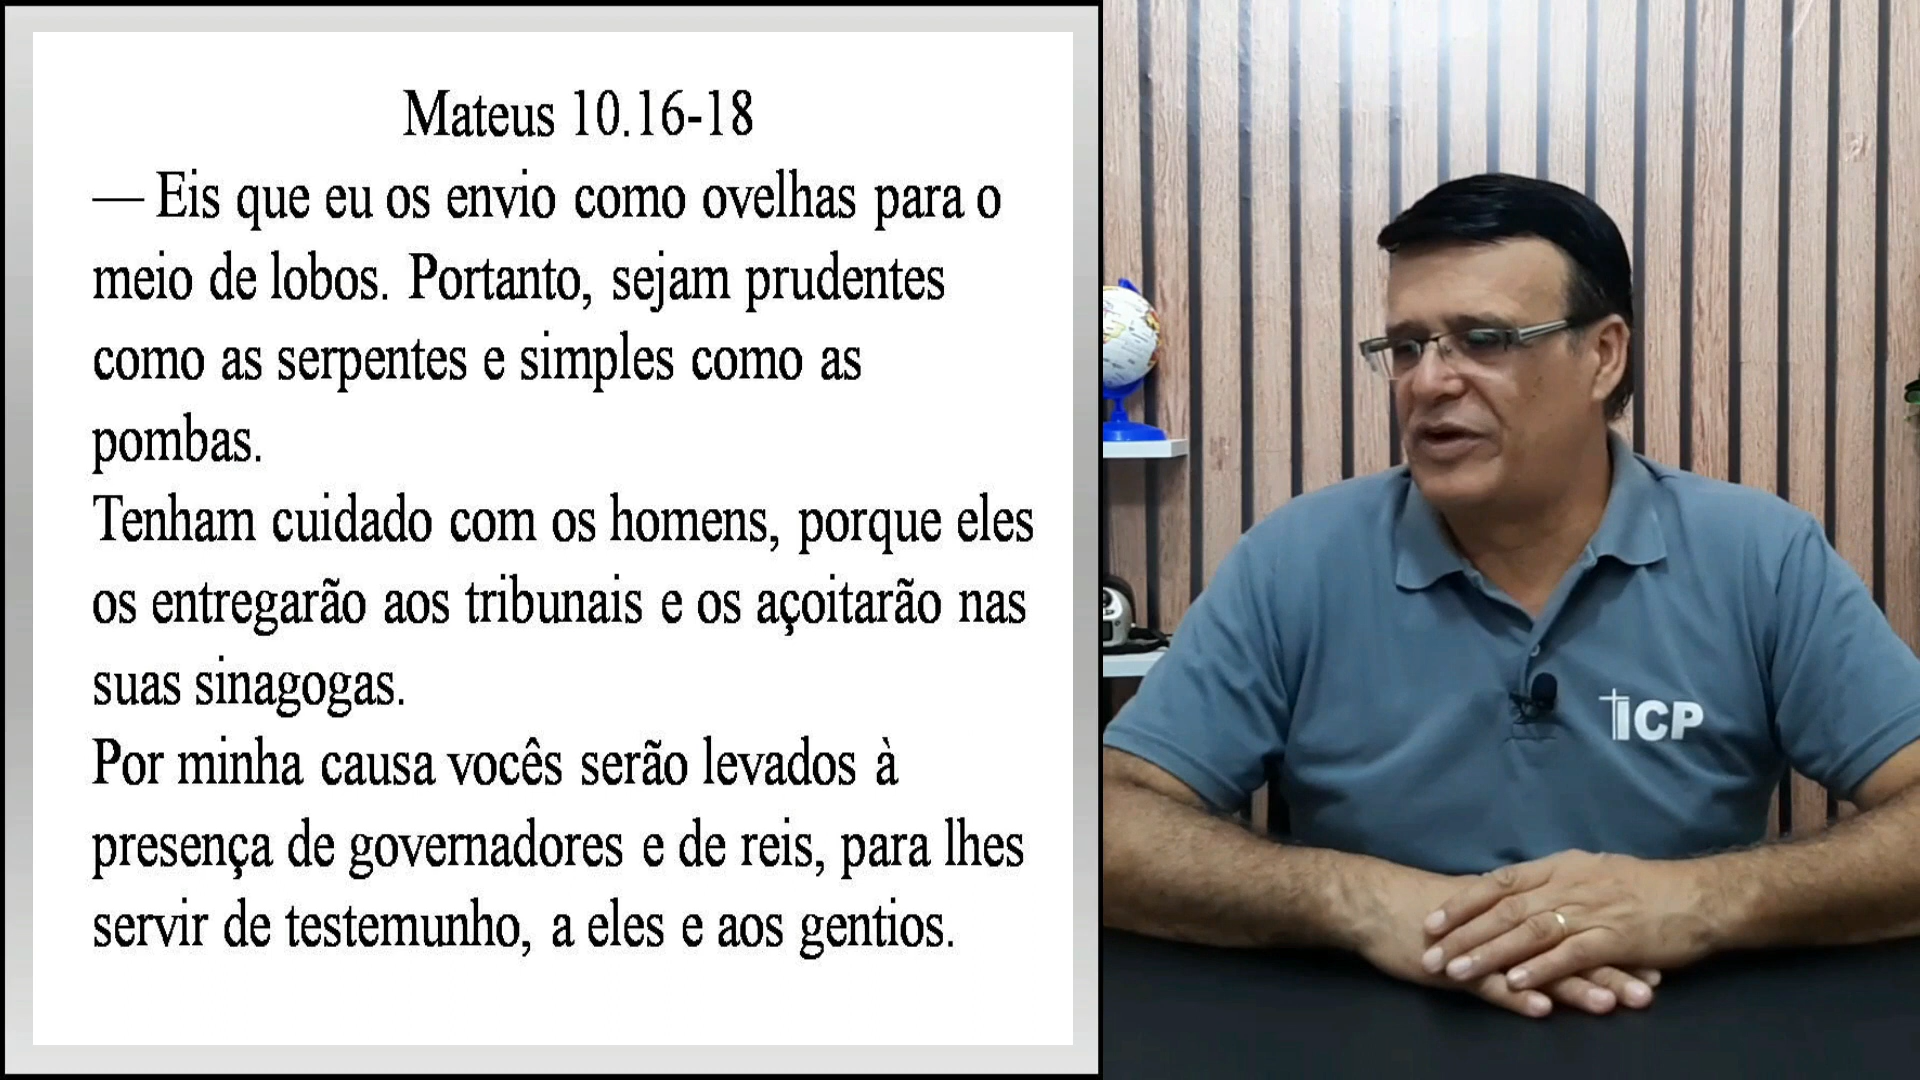 Mateus 10.16-18
— Eis que eu os envio como ovelhas para o
meio de lobos. Portanto, sejam prudentes
como as serpentes e simples como as
pombas.
Tenham cuidado com os homens, porque eles
os entregarão aos tribunais e os açoitarão nas
suas sinagogas.
Por minha causa vocês serão levados à
presença de governadores e de reis, para lhes
servir de testemunho, a eles e aos gentios.
ICP